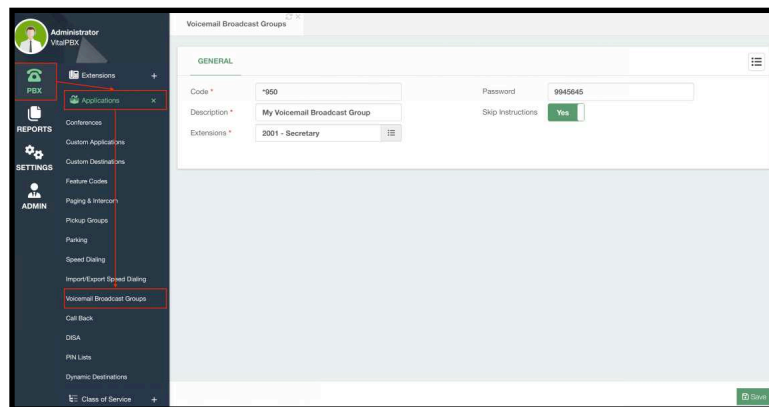 Administrator
VitalPBX
PBX
REPORTS
SETTINGS
ADMIN
Extensions +
Applications ×
Conferences
Custom Applications
Custom Destinations
Feature Codes
Paging & Intercom
Pickup Groups
Parking
Speed Dialing
Import/Export Speed Dialing
Voicemail Broadcast Groups
Call Back
DISA
PIN Lists
Dynamic Destinations
Class of Service +
Voicemail Broadcast Groups
GENERAL
Code * *950
Description * My Voicemail Broadcast Group
Extensions * 2001 - Secretary
Password 9945645
Skip Instructions Yes
Save